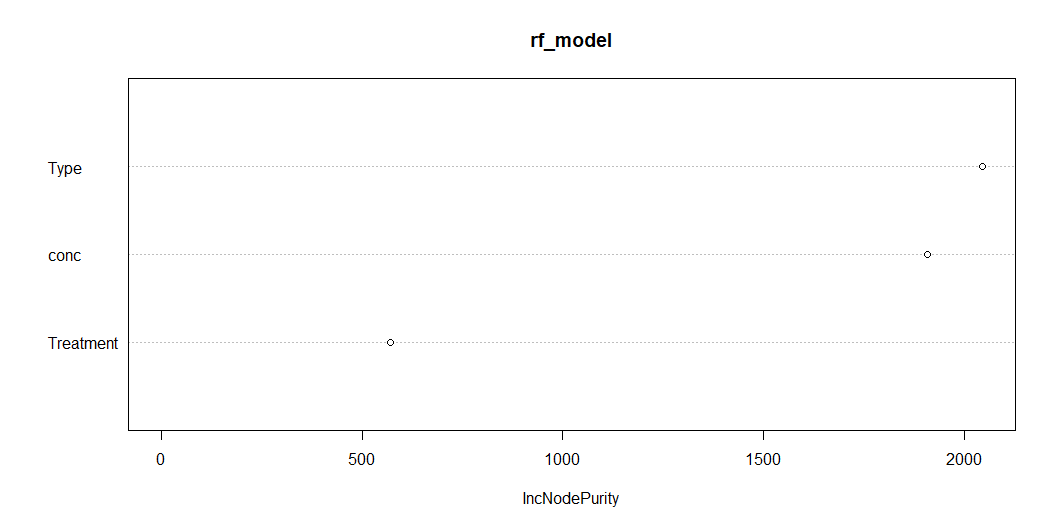 rf_model
Type
conc
Treatment
0 500 1000 1500 2000
IncNodePurity